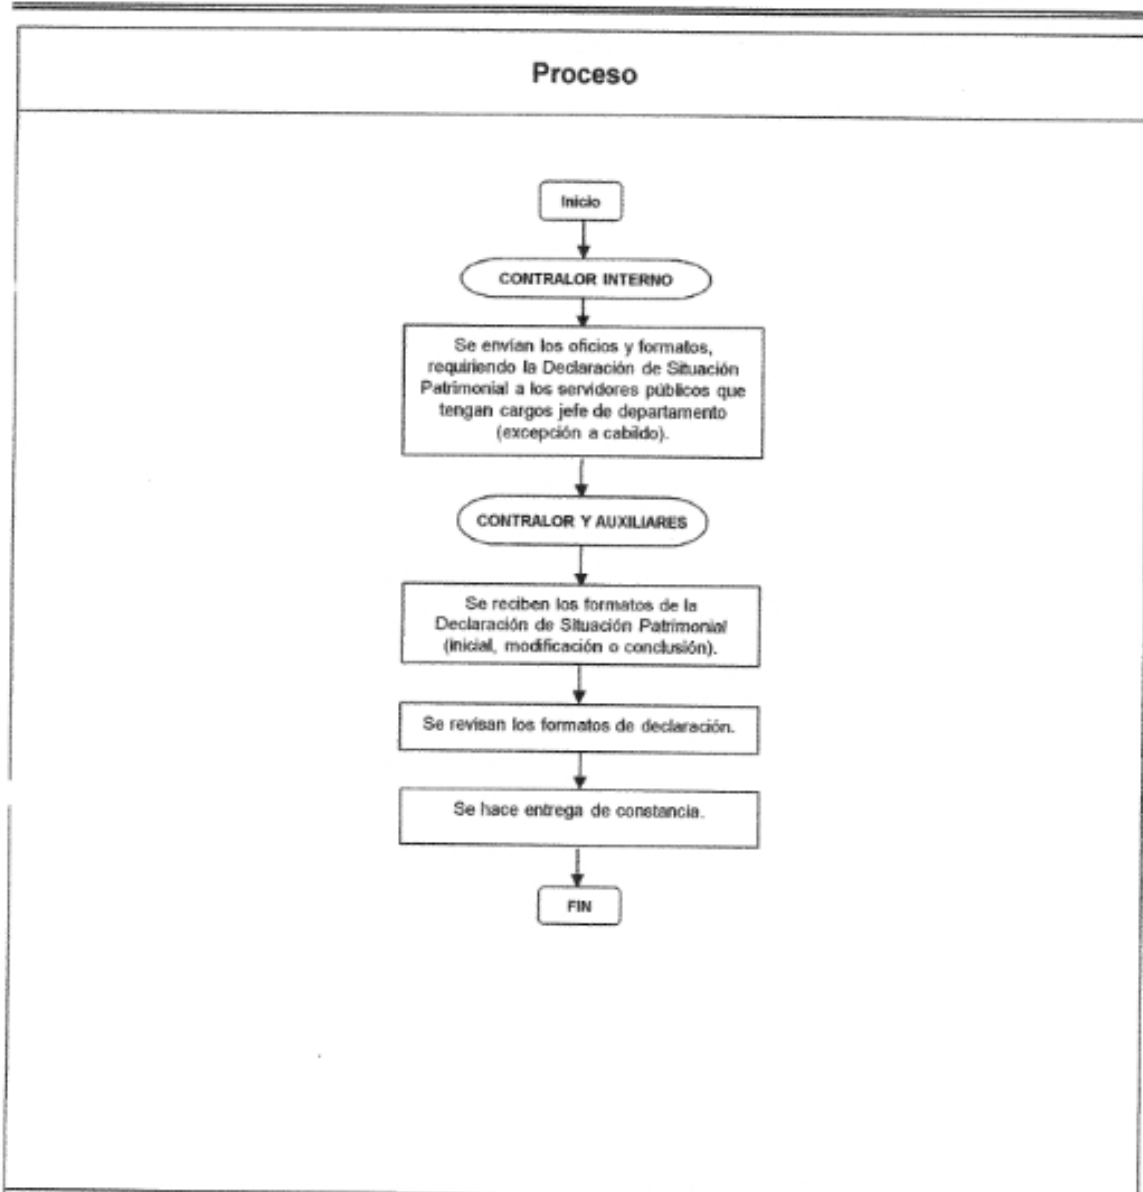 Proceso
Inicio
CONTRALOR INTERNO
Se envían los oficios y formatos,
requiriendo la Declaración de Situación
Patrimonial a los servidores públicos que
tengan cargos jefe de departamento
(excepción a cabildo).
CONTRALOR Y AUXILIARES
Se reciben los formatos de la
Declaración de Situación Patrimonial
(inicial, modificación o conclusión).
Se revisan los formatos de declaración.
Se hace entrega de constancia.
FIN